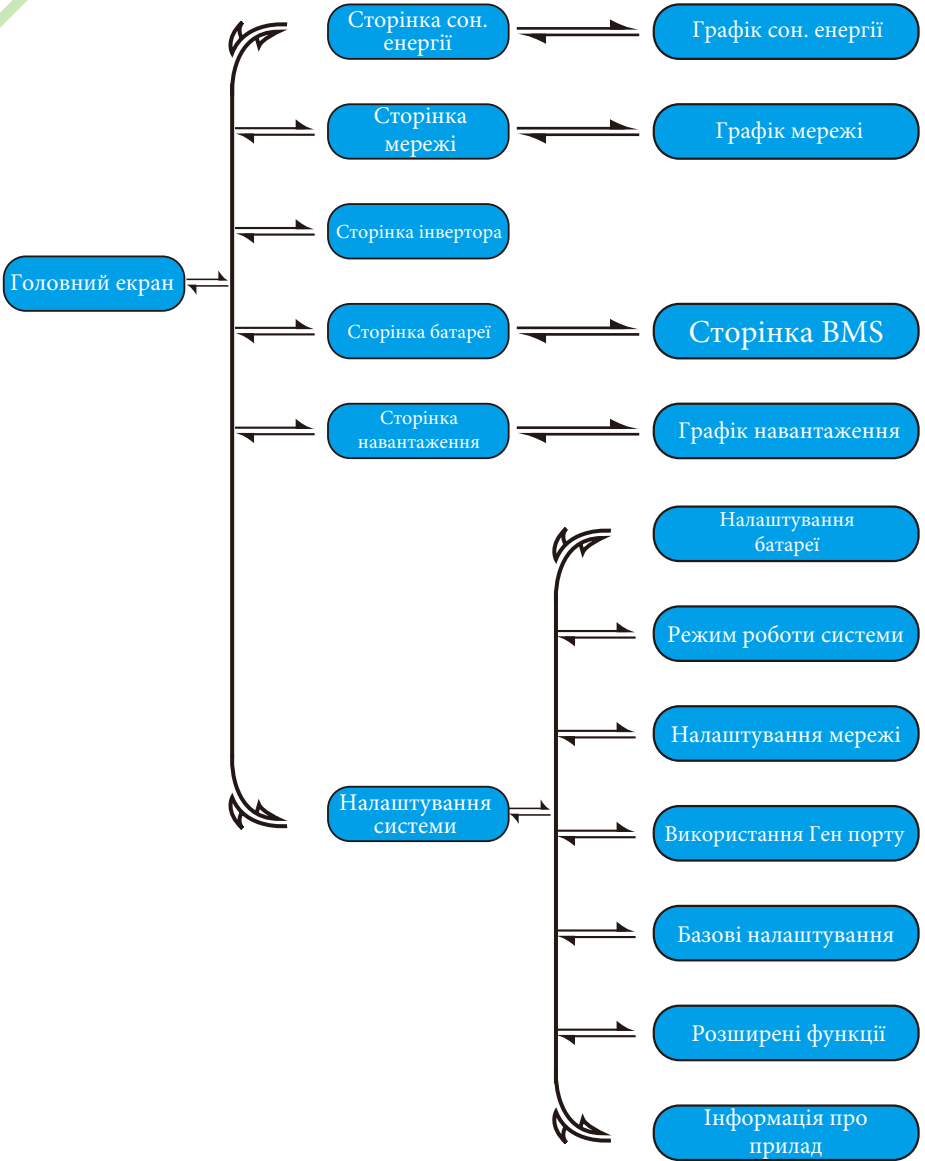 Сторінка сон.
енергії
Графік сон. енергії
Сторінка
мережі
Графік мережі
Сторінка інвертора
Головний екран
Сторінка батареї
Сторінка BMS
Сторінка
навантаження
Графік навантаження
Налаштування
батареї
Режим роботи системи
Налаштування мережі
Налаштування
системи
Використання Ген порту
Базові налаштування
Розширені функції
Інформація про
прилад